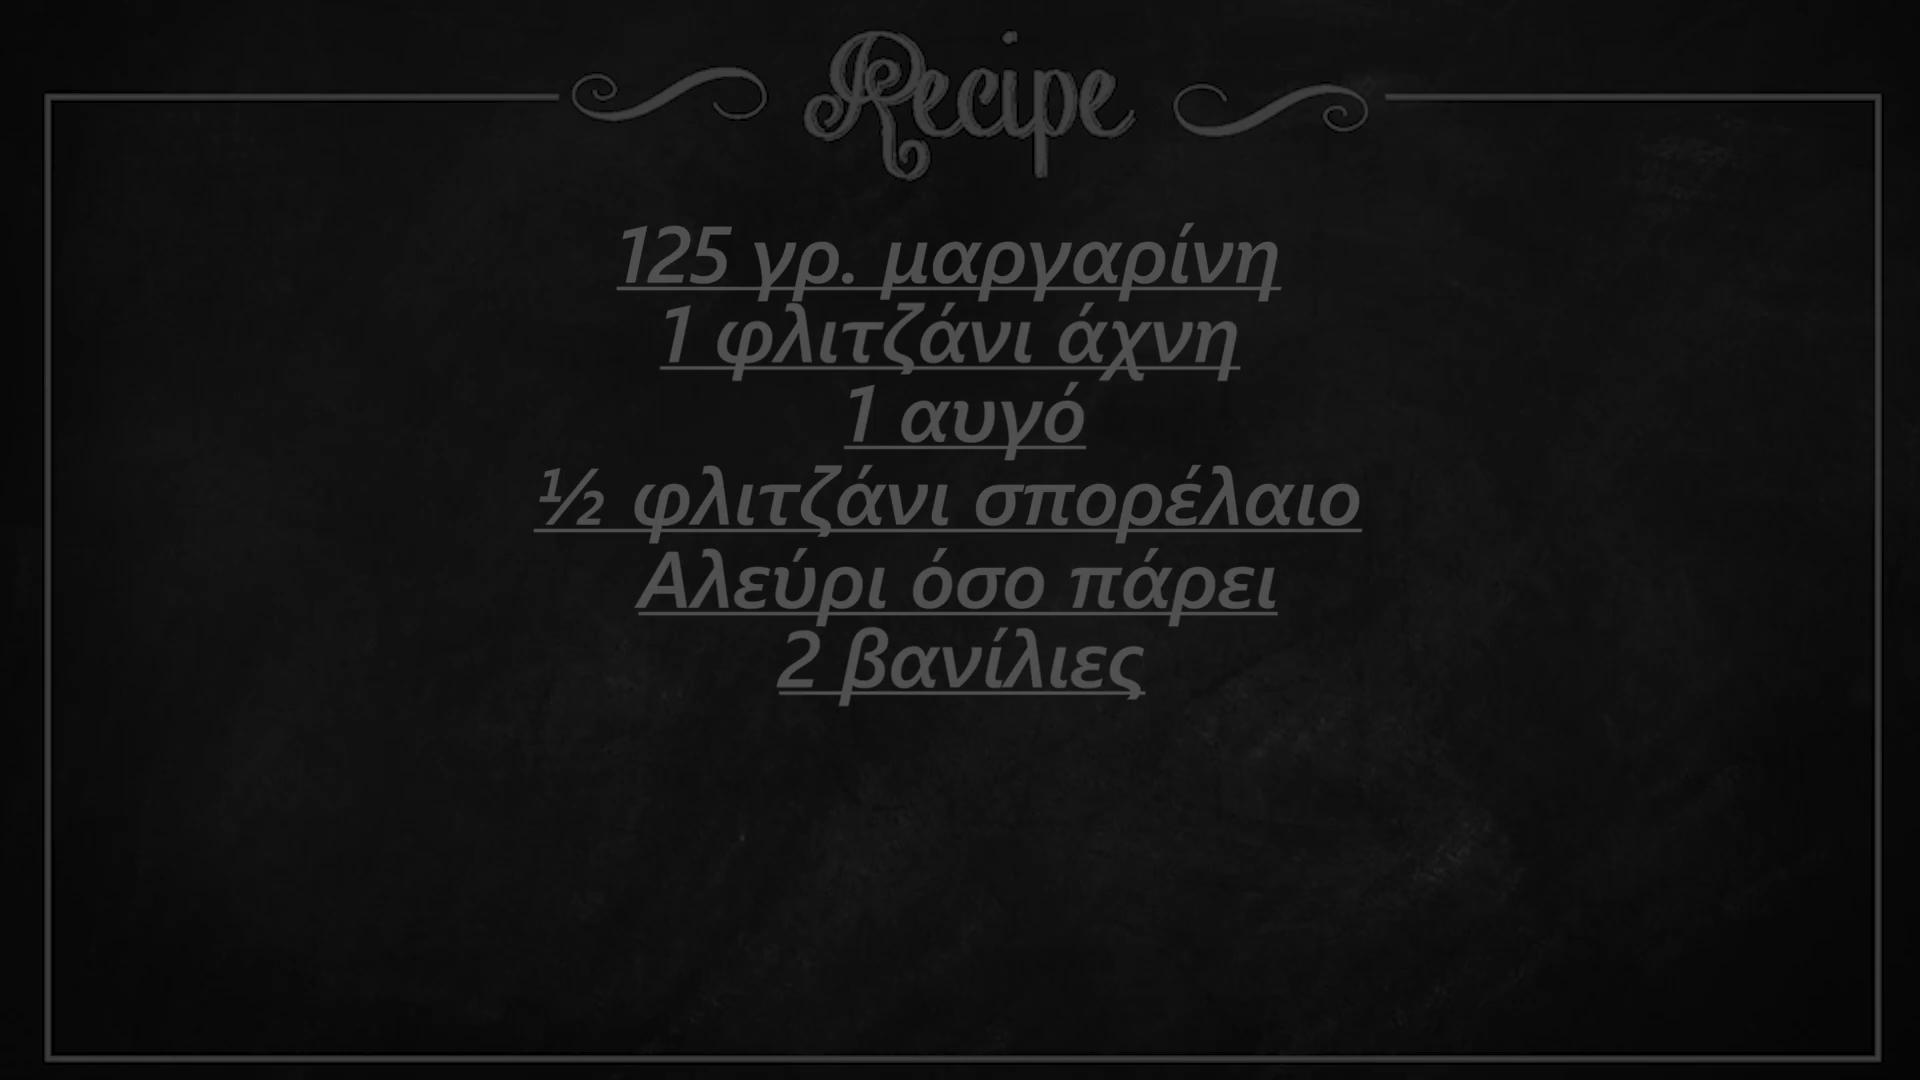 Recipe
125 γρ. μαργαρίνη
1 φλιτζάνι άχνη
1 αυγό
½ φλιτζάνι σπορέλαιο
Αλεύρι όσο πάρει
2 βανίλιες